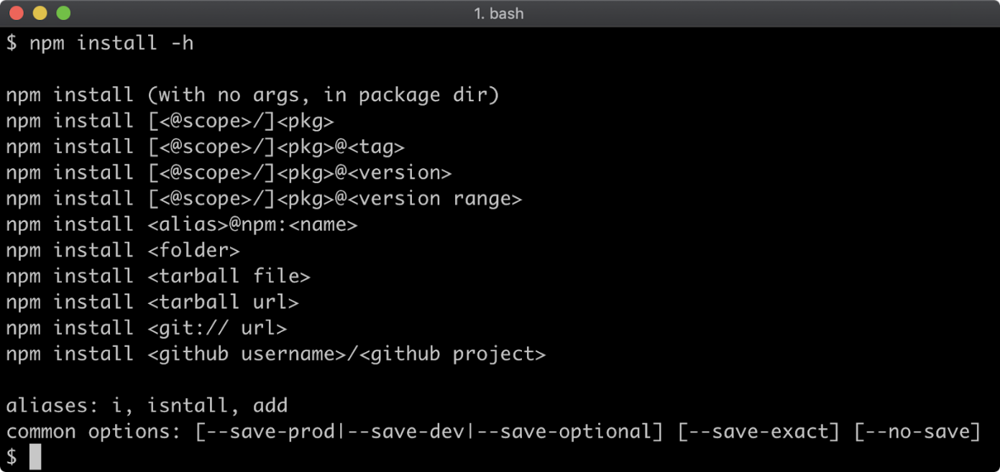 1. bash
$ npm install -h
npm install (with no args, in package dir)
npm install [<@scope>/]<pkg>
npm install [<@scope>/]<pkg>@<tag>
npm install [<@scope>/]<pkg>@<version>
npm install [<@scope>/]<pkg>@<version range>
npm install <alias>@npm:<name>
npm install <folder>
npm install <tarball file>
npm install <tarball url>
npm install <git:// url>
npm install <github username>/<github project>
aliases: i, isntall, add
common options: [--save-prod|--save-dev|--save-optional] [--save-exact] [--no-save]
$